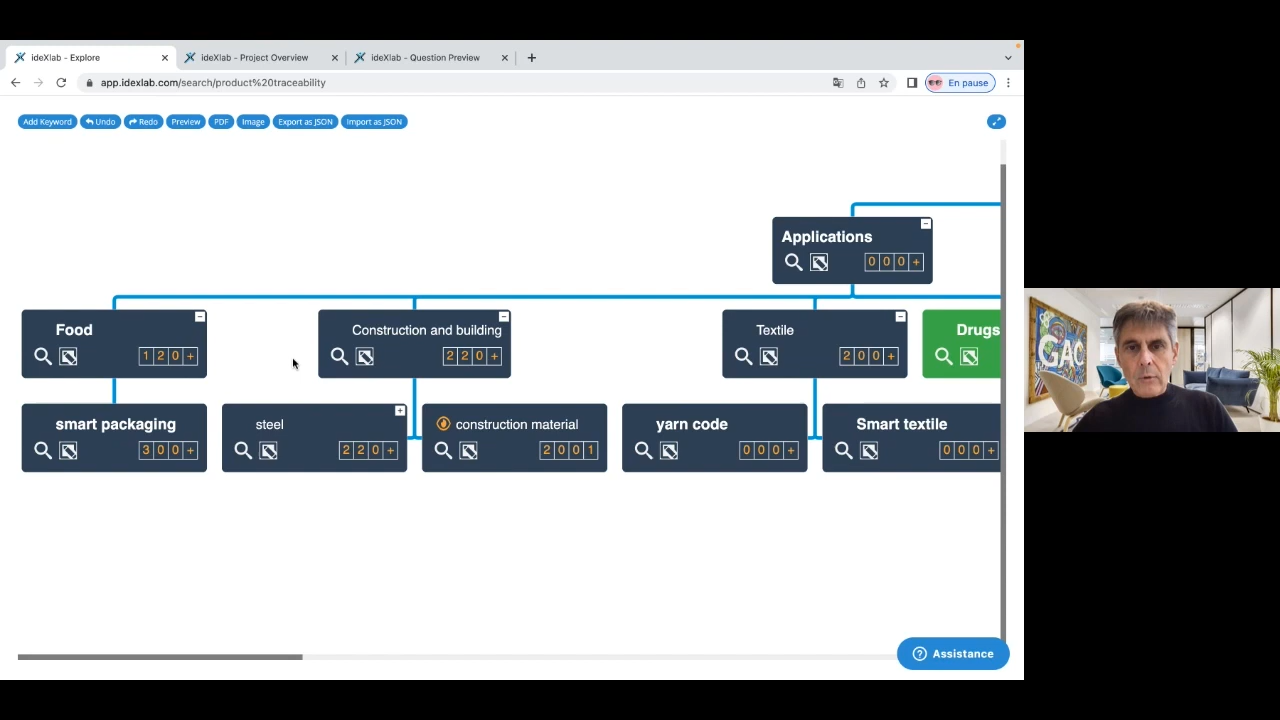 ideXlab - Explore
ideXlab - Project Overview
ideXlab - Question Preview
app.idexlab.com/search/product%20traceability
En pause
Add Keyword
Undo
Redo
Preview
PDF
Image
Export as JSON
Import as JSON
Applications
0 0 0 +
Food
1 2 0 +
Construction and building
2 2 0 +
Textile
2 0 0 +
Drugs
smart packaging
3 0 0 +
steel
2 2 0 +
construction material
2 0 0 1
yarn code
0 0 0 +
Smart textile
0 0 0 +
Assistance
GAC